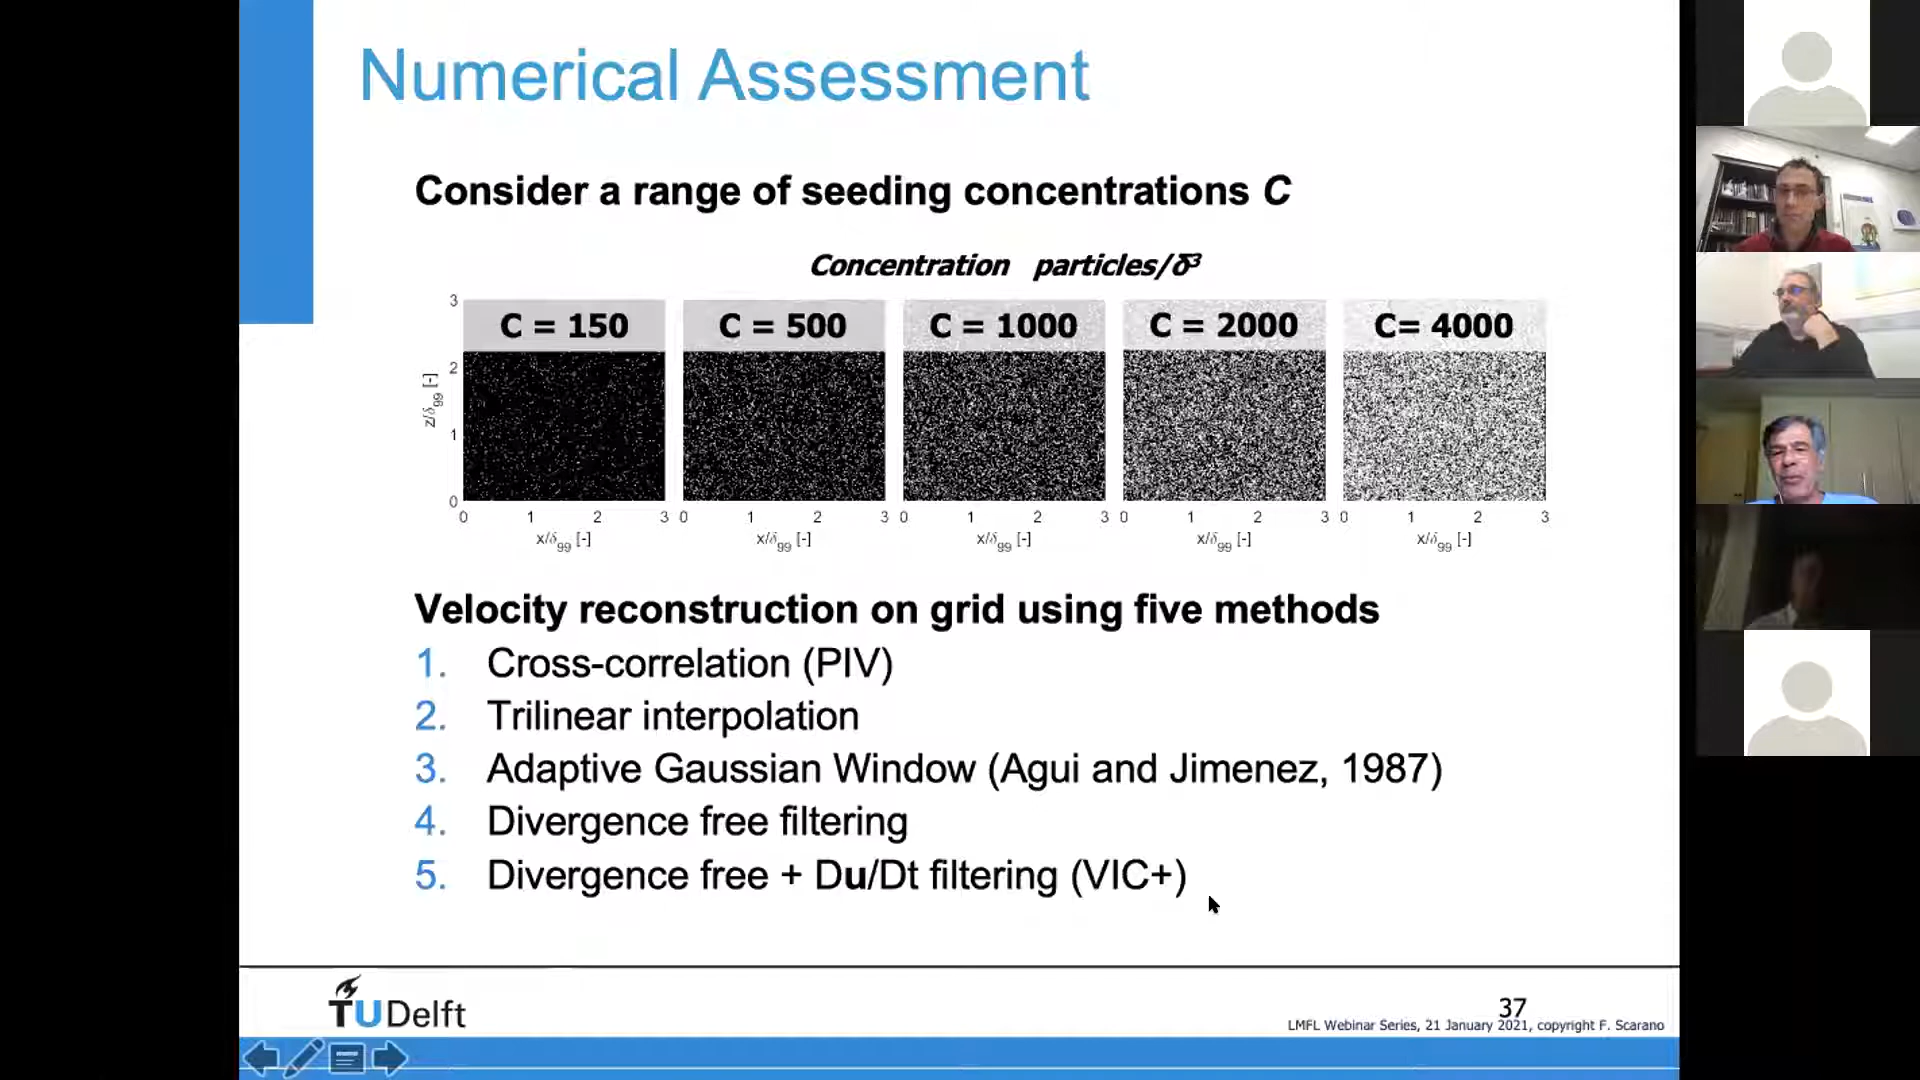 Numerical Assessment
Consider a range of seeding concentrations C
Concentration particles/δ³
C = 150 C = 500 C = 1000 C = 2000 C= 4000
3
2
1
0
z/δ99 [-]
0 1 2 3 0 1 2 3 0 1 2 3 0 1 2 3 0 1 2 3
x/δ99 [-] x/δ99 [-] x/δ99 [-] x/δ99 [-] x/δ99 [-]
Velocity reconstruction on grid using five methods
1. Cross-correlation (PIV)
2. Trilinear interpolation
3. Adaptive Gaussian Window (Agui and Jimenez, 1987)
4. Divergence free filtering
5. Divergence free + Du/Dt filtering (VIC+)
TUDelft
37
LMFL Webinar Series, 21 January 2021, copyright F. Scarano